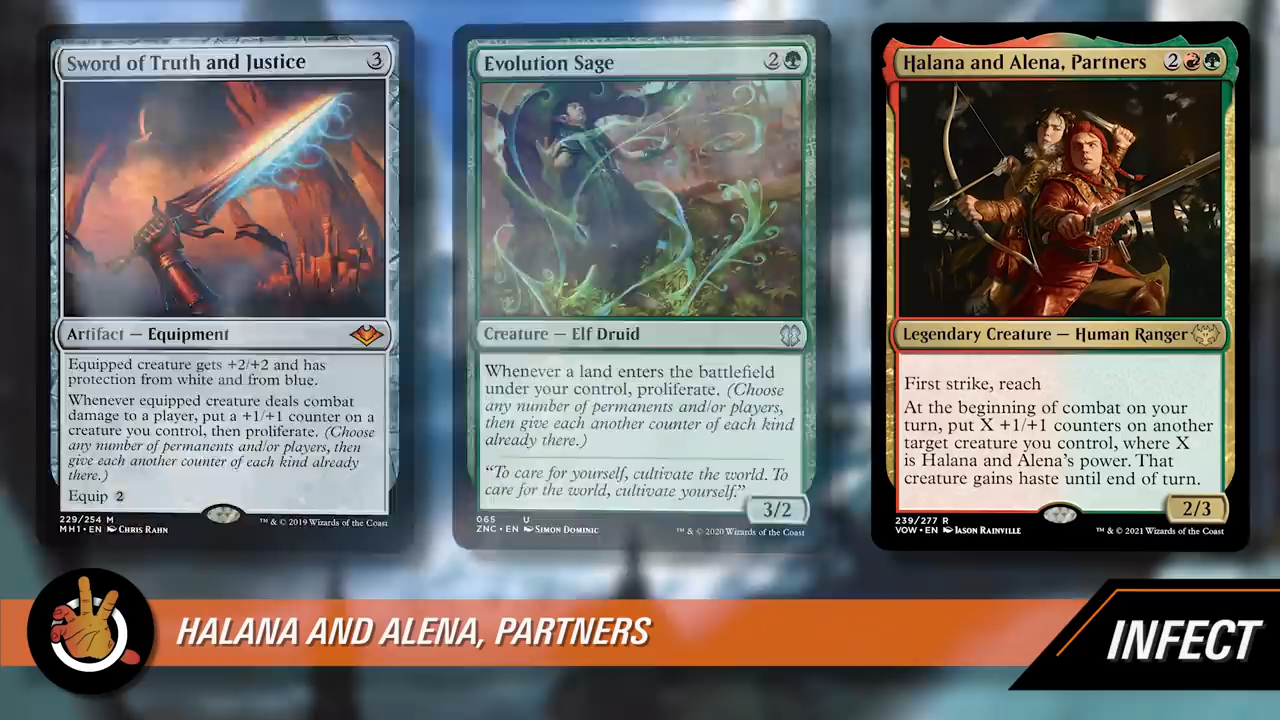 Sword of Truth and Justice 3
Artifact — Equipment
Equipped creature gets +2/+2 and has
protection from white and from blue.
Whenever equipped creature deals combat
damage to a player, put a +1/+1 counter on a
creature you control, then proliferate. (Choose
any number of permanents and/or players,
then give each another counter of each kind
already there.)
Equip 2
229/254 M
MH1 • EN Chris Rahn
™ & © 2019 Wizards of the Coast
Evolution Sage 2
Creature — Elf Druid
Whenever a land enters the battlefield
under your control, proliferate. (Choose
any number of permanents and/or players,
then give each another counter of each kind
already there.)
“To care for yourself, cultivate the world. To
care for the world, cultivate yourself.”
3/2
065 U
ZNC • EN Simon Dominic
™ & © 2020 Wizards of the Coast
Halana and Alena, Partners 2
Legendary Creature — Human Ranger
First strike, reach
At the beginning of combat on your
turn, put X +1/+1 counters on another
target creature you control, where X
is Halana and Alena’s power. That
creature gains haste until end of turn.
2/3
239/277 R
VOW • EN Jason Rainville
™ & © 2021 Wizards of the Coast
HALANA AND ALENA, PARTNERS
INFECT